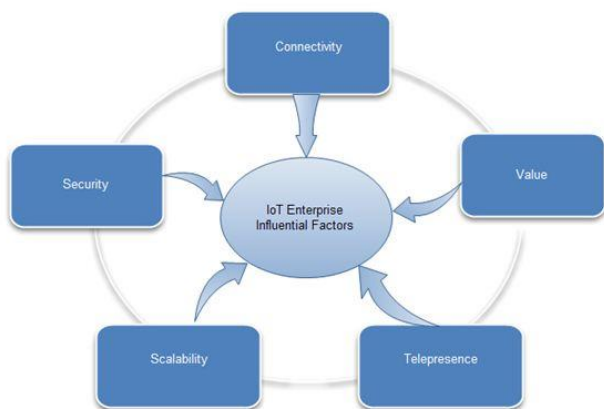 Connectivity
Security
Value
IoT Enterprise
Influential Factors
Scalability
Telepresence